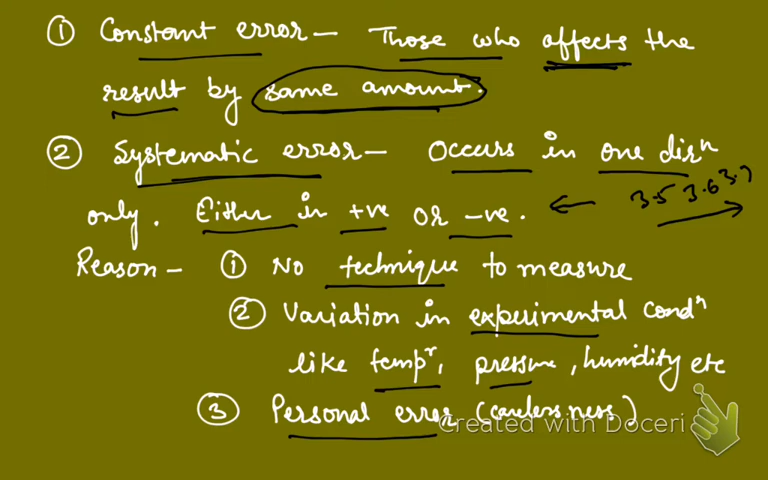 ① Constant error - Those who affects the
result by same amount.
② Systematic error - Occurs in one dirⁿ
3.5 3.6 3.7
only. Either in +ve or -ve.
Reason - ① No technique to measure
② Variation in experimental condⁿ
like tempʳ, pressure, humidity etc
③ Personal error (carelessness)
Created with Doceri